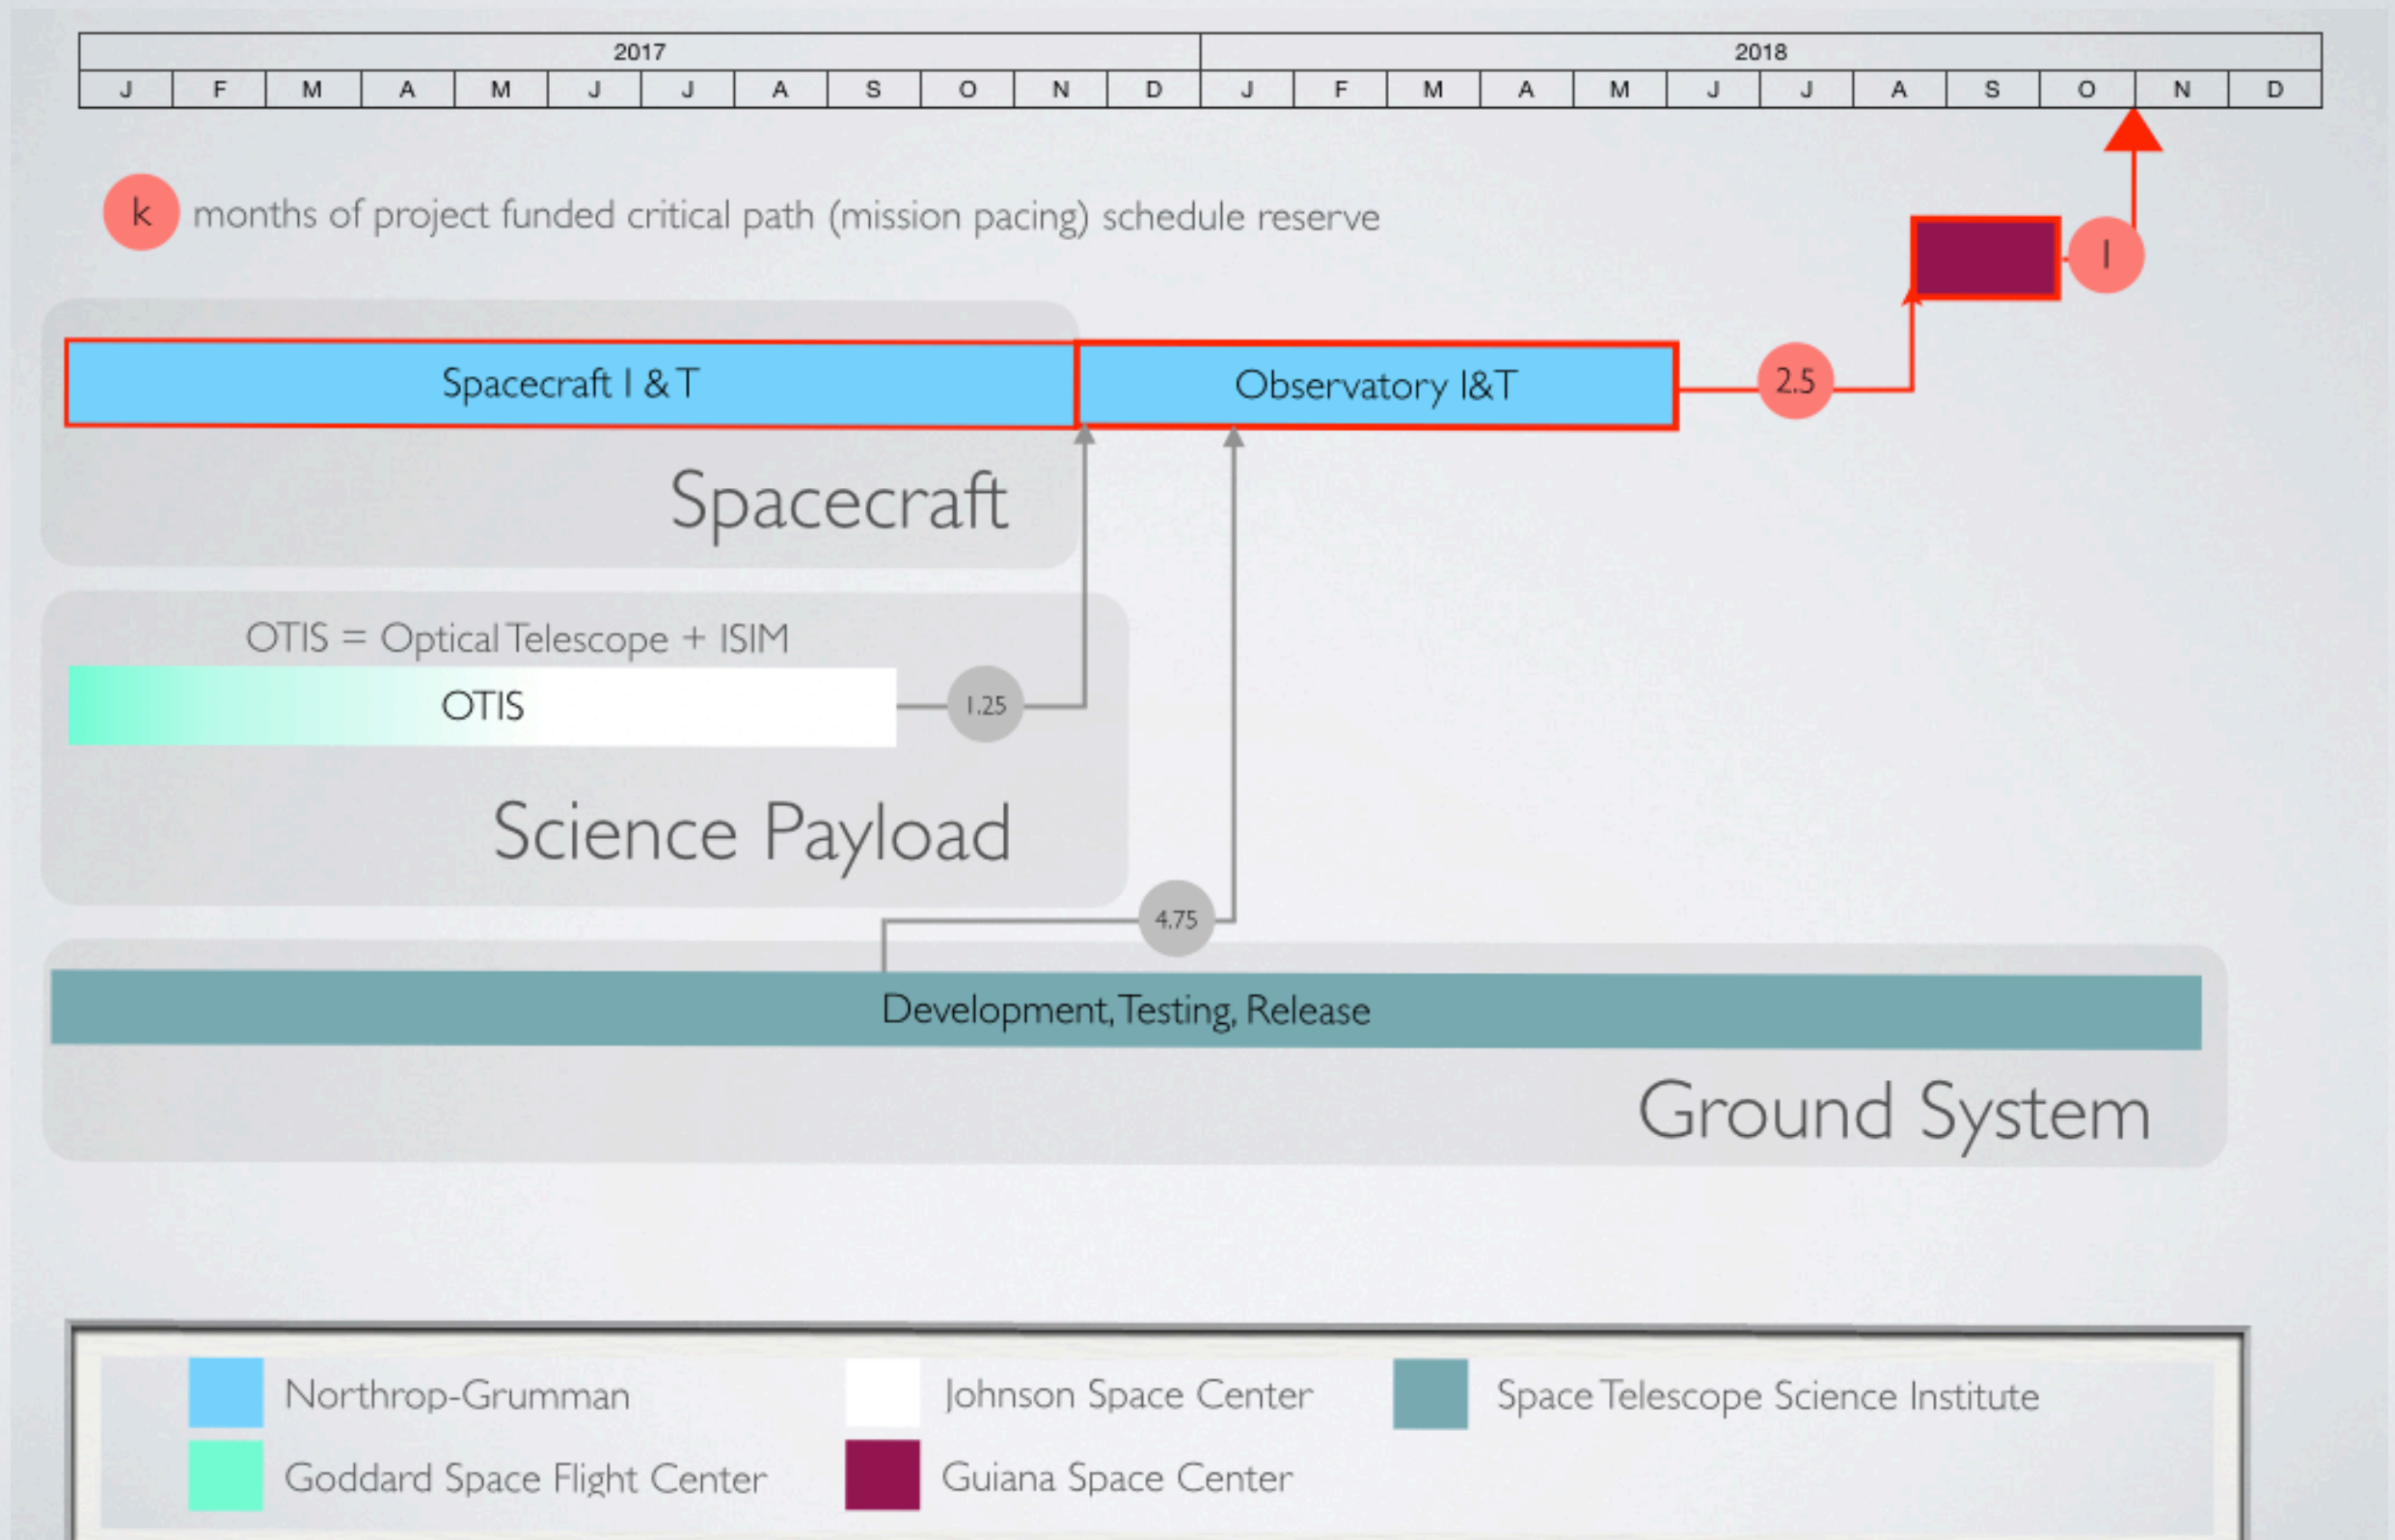 2017 2018
J F M A M J J A S O N D J F M A M J J A S O N D
k months of project funded critical path (mission pacing) schedule reserve
1
Spacecraft I & T Observatory I&T 2.5
Spacecraft
OTIS = Optical Telescope + ISIM
OTIS 1.25
Science Payload
4.75
Development, Testing, Release
Ground System
Northrop-Grumman Johnson Space Center Space Telescope Science Institute
Goddard Space Flight Center Guiana Space Center